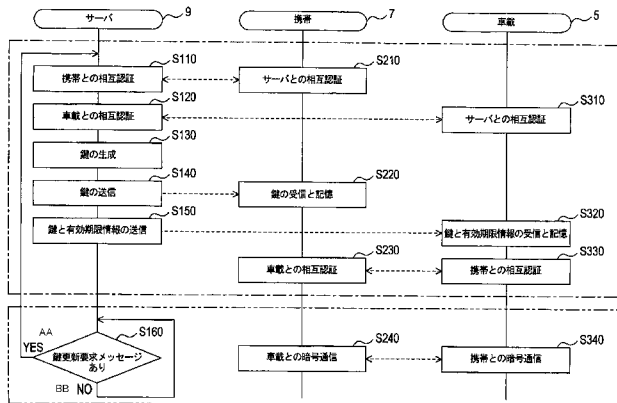 サーバ 9
携帯 7
車載 5
S110
携帯との相互認証
S210
サーバとの相互認証
S120
車載との相互認証
S310
サーバとの相互認証
S130
鍵の生成
S140
鍵の送信
S220
鍵の受信と記憶
S150
鍵と有効期限情報の送信
S320
鍵と有効期限情報の受信と記憶
S230
車載との相互認証
S330
携帯との相互認証
S160
AA
YES
鍵更新要求メッセージ
あり
BB NO
S240
車載との暗号通信
S340
携帯との暗号通信